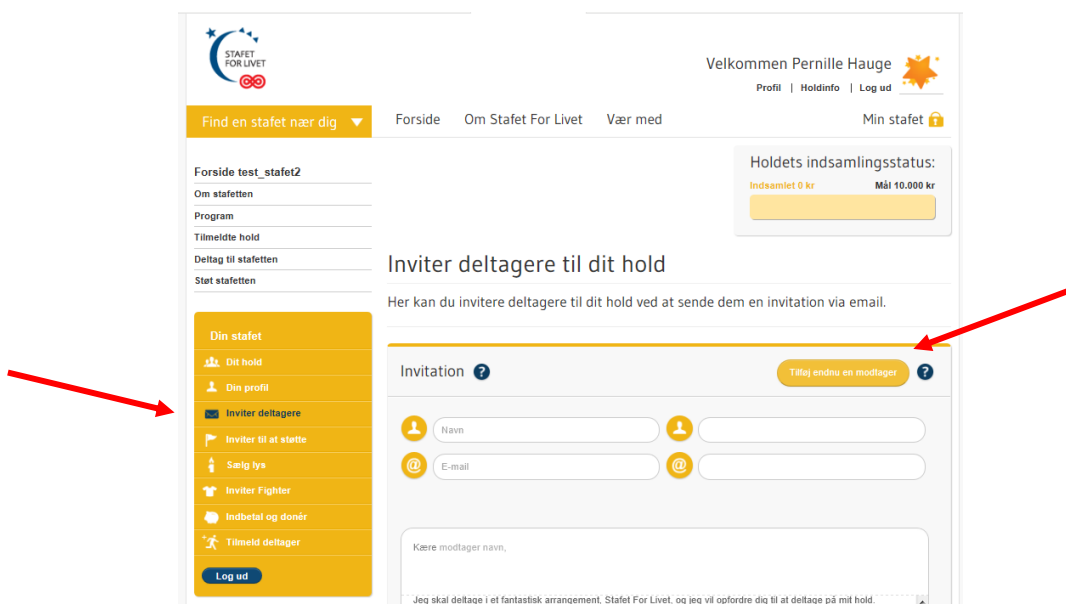 STAFET
FOR LIVET
Velkommen Pernille Hauge
Profil | Holdinfo | Log ud
Find en stafet nær dig
Forside Om Stafet For Livet Vær med
Min stafet
Forside test_stafet2
Om stafetten
Program
Tilmeldte hold
Deltag til stafetten
Støt stafetten
Holdets indsamlingsstatus:
Indsamlet 0 kr Mål 10.000 kr
Din stafet
Dit hold
Din profil
Inviter deltagere
Inviter til at støtte
Sælg lys
Inviter Fighter
Indbetal og donér
Tilmeld deltager
Log ud
Inviter deltagere til dit hold
Her kan du invitere deltagere til dit hold ved at sende dem en invitation via email.
Invitation ?
Tilføj endnu en modtager ?
Navn
@ E-mail @
Kære modtager navn,
Jeg skal deltage i et fantastisk arrangement, Stafet For Livet, og jeg vil opfordre dig til at deltage på mit hold.